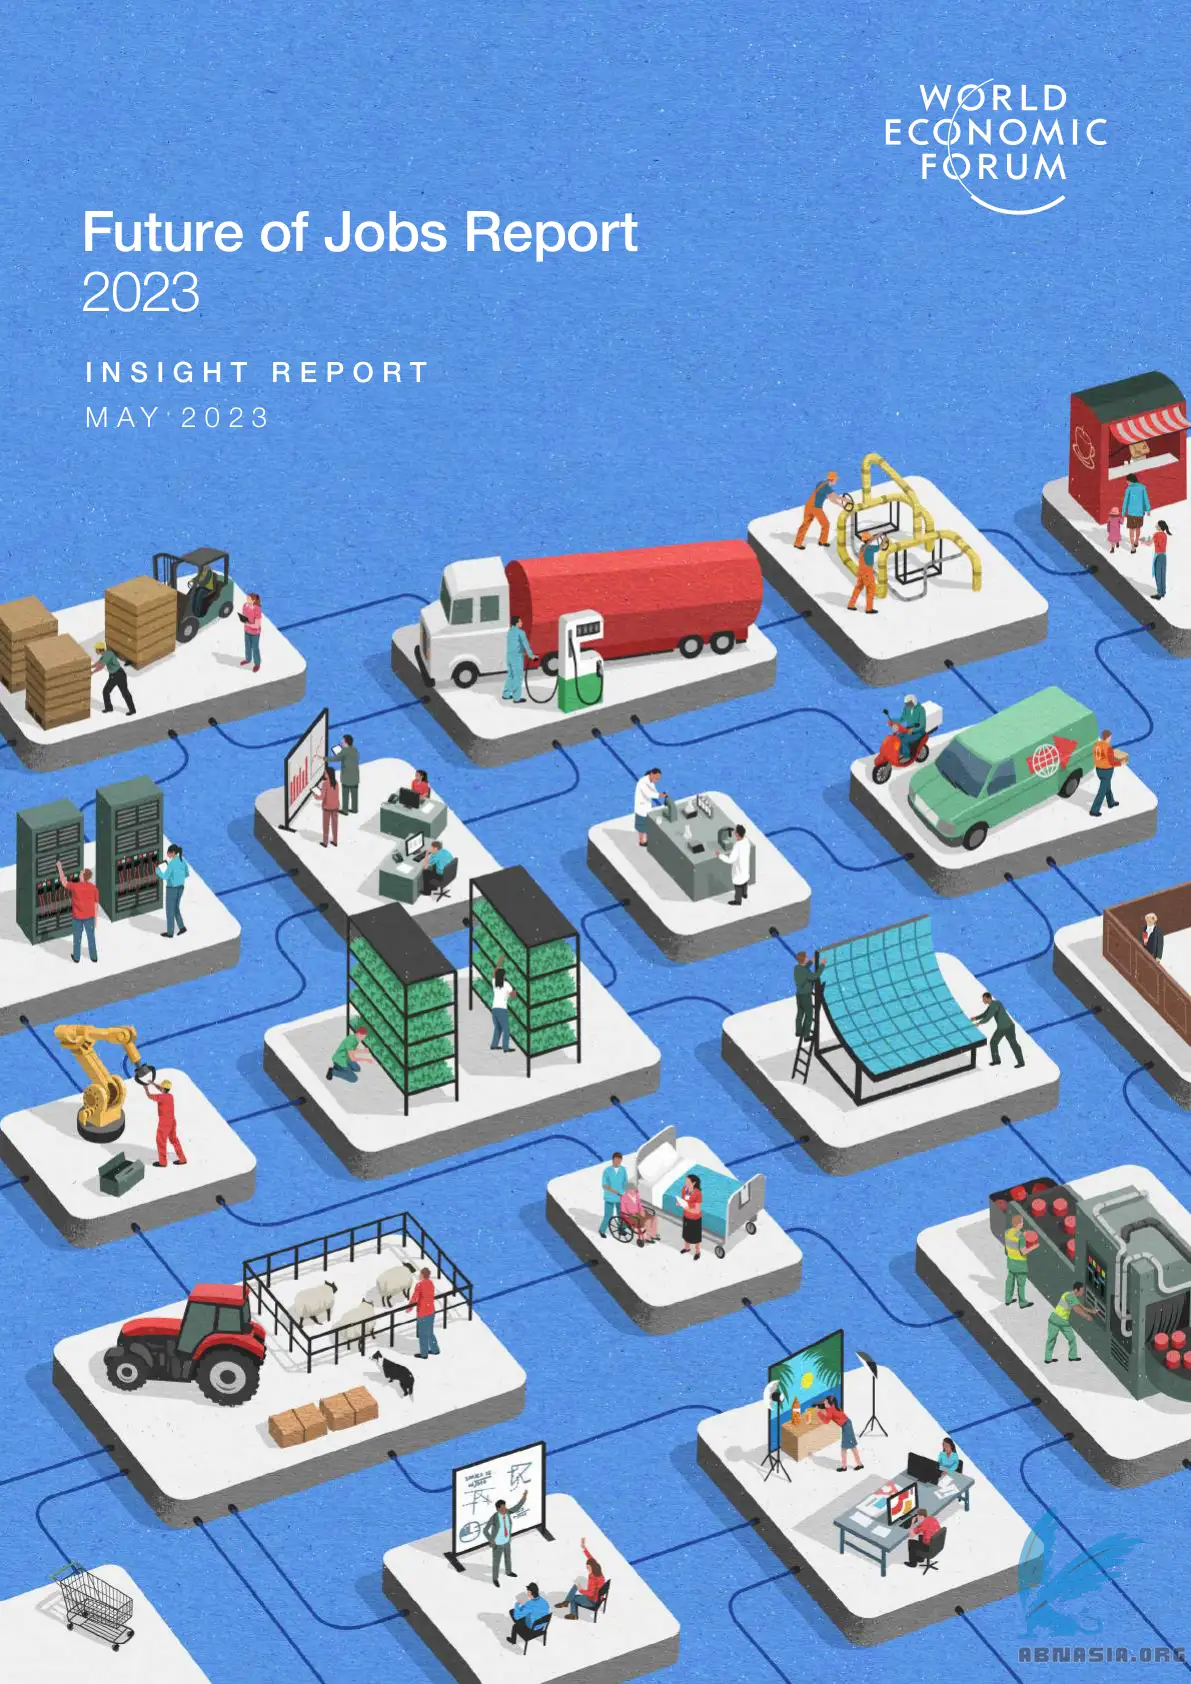 WORLD
ECONOMIC
FORUM
Future of Jobs Report
2023
INSIGHT REPORT
MAY 2023
ABNASIA.ORG